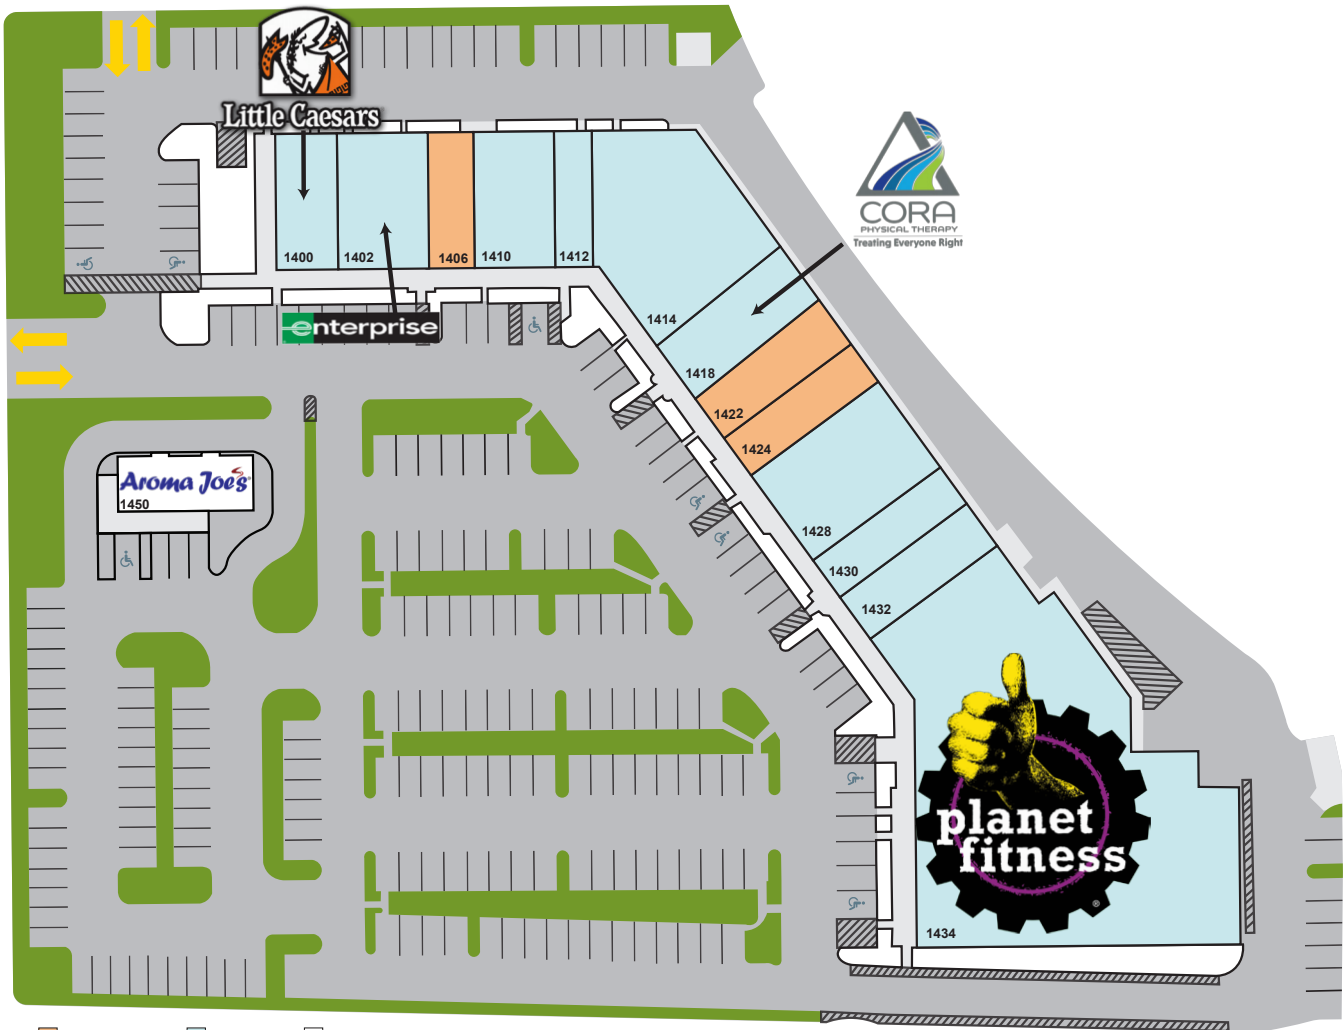 Little Caesars
CORA
PHYSICAL THERAPY
Treating Everyone Right
1400
1402
1406
1410
1412
1414
enterprise
1418
1422
1424
Aroma Joe's
1450
1428
1430
1432
planet
fitness
®
1434